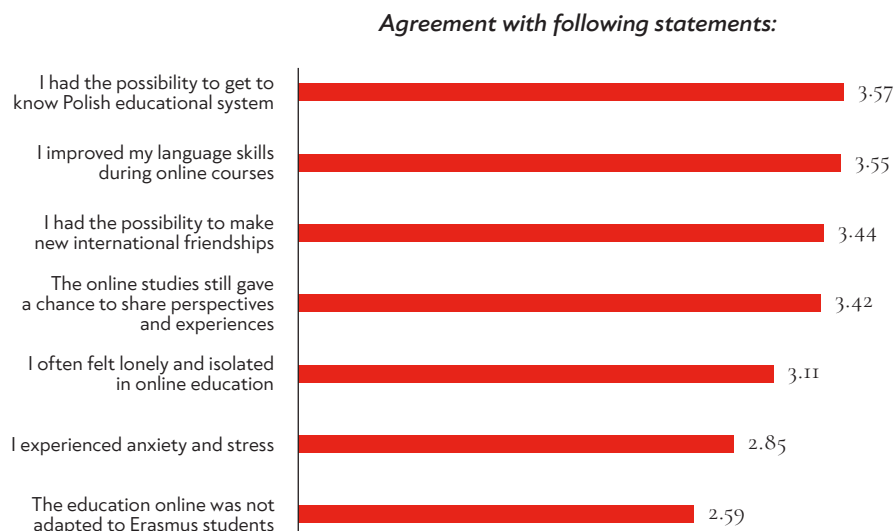 Agreement with following statements:
I had the possibility to get to
know Polish educational system
3.57
I improved my language skills
during online courses
3.55
I had the possibility to make
new international friendships
3.44
The online studies still gave
a chance to share perspectives
and experiences
3.42
I often felt lonely and isolated
in online education
3.11
I experienced anxiety and stress
2.85
The education online was not
adapted to Erasmus students
2.59